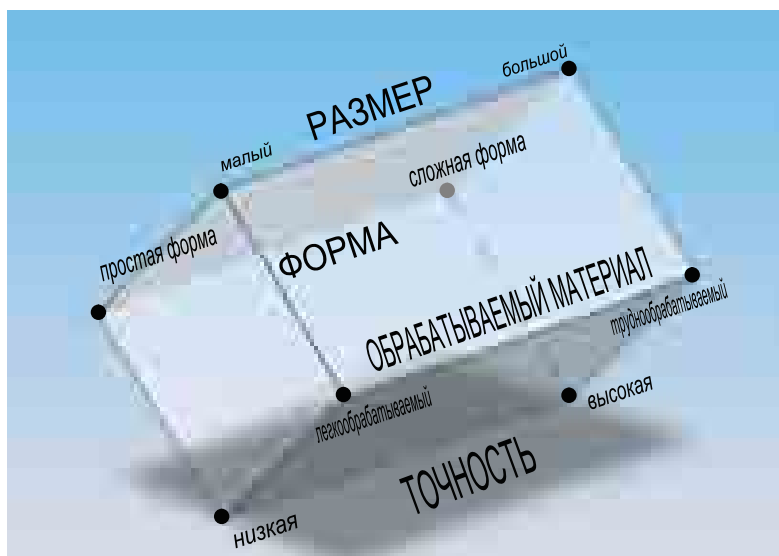 большой
РАЗМЕР
малый
сложная форма
простая форма
ФОРМА
ОБРАБАТЫВАЕМЫЙ МАТЕРИАЛ
труднообрабатываемый
легкообрабатываемый
высокая
ТОЧНОСТЬ
низкая